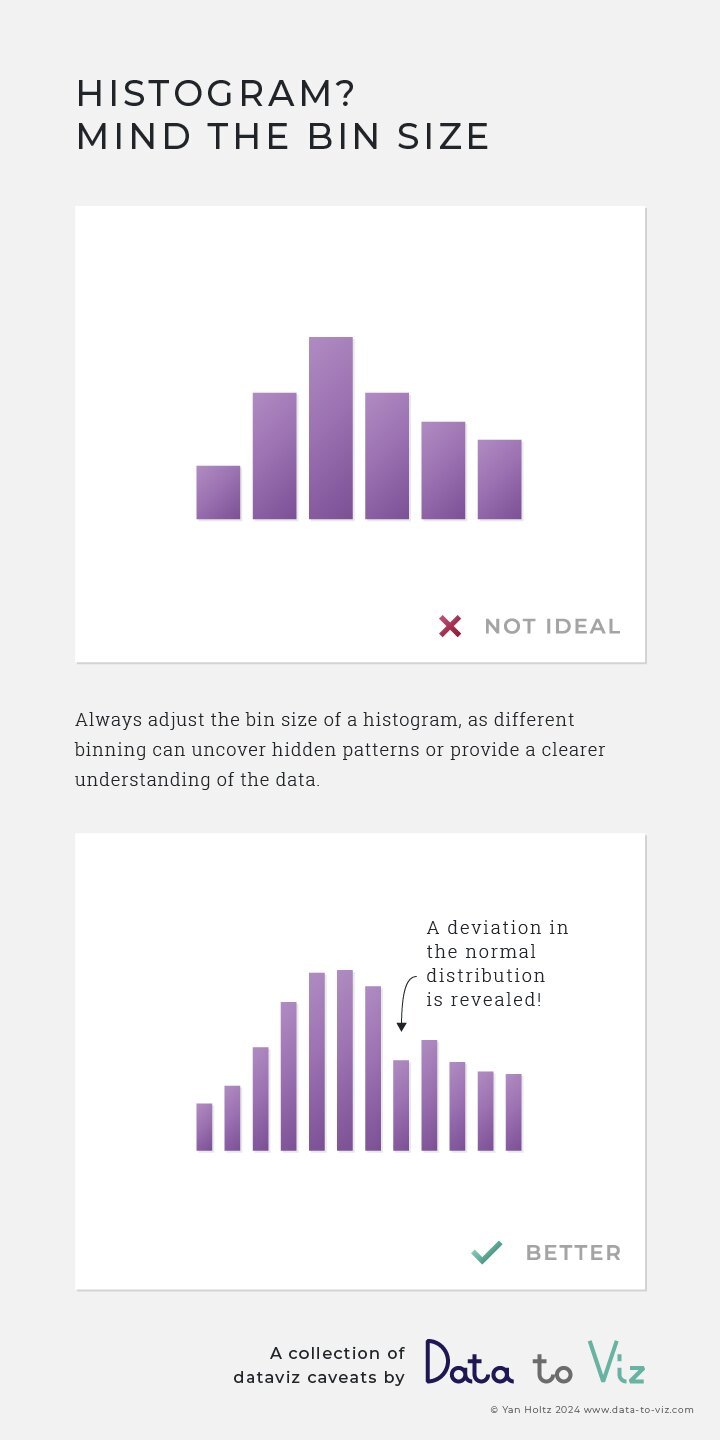 HISTOGRAM?
MIND THE BIN SIZE
NOT IDEAL
Always adjust the bin size of a histogram, as different
binning can uncover hidden patterns or provide a clearer
understanding of the data.
A deviation in
the normal
distribution
is revealed!
BETTER
A collection of
dataviz caveats by
Data to Viz
© Yan Holtz 2024 www.data-to-viz.com